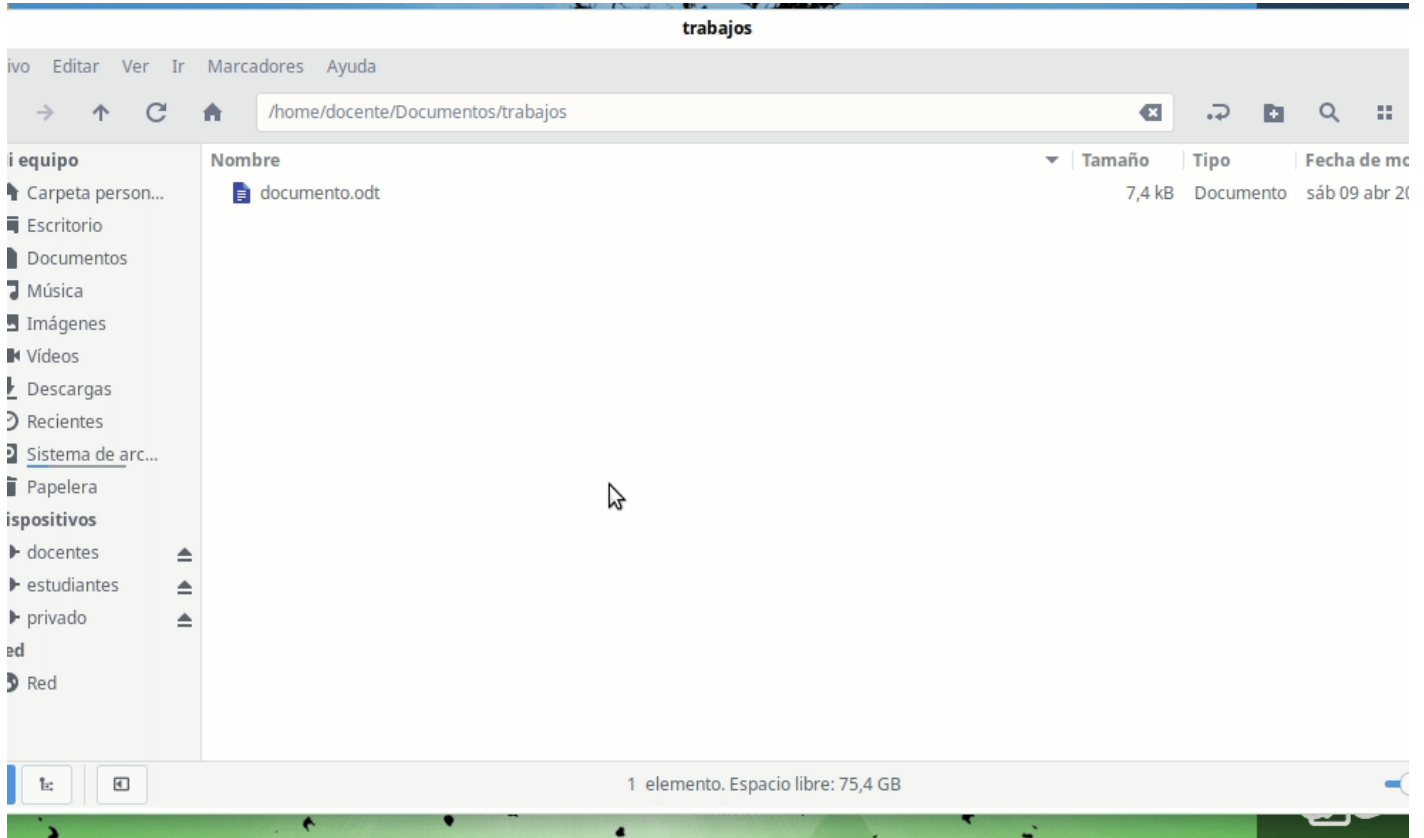 trabajos
ivo Editar Ver Ir Marcadores Ayuda
/home/docente/Documentos/trabajos
i equipo
Carpeta person...
Escritorio
Documentos
Música
Imágenes
Vídeos
Descargas
Recientes
Sistema de arc...
Papelera
ispositivos
docentes
estudiantes
privado
ed
Red
Nombre Tamaño Tipo Fecha de mo
documento.odt 7,4 kB Documento sáb 09 abr 20
1 elemento. Espacio libre: 75,4 GB